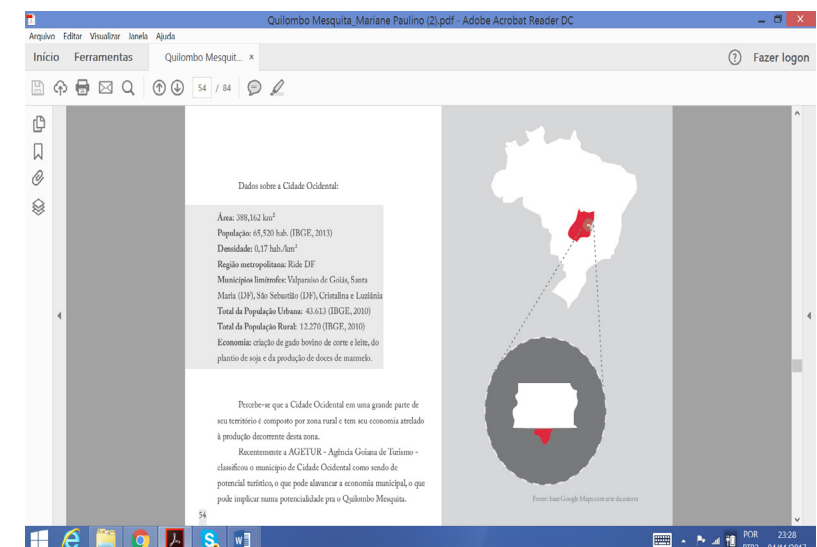 Quilombo Mesquita_Mariane Paulino (2).pdf - Adobe Acrobat Reader DC
Arquivo Editar Visualizar Janela Ajuda
Início Ferramentas Quilombo Mesquit... × ? Fazer logon
54 / 84
Dados sobre a Cidade Ocidental:
Área: 388,162 km²
População: 65,520 hab. (IBGE, 2013)
Densidade: 0,17 hab./km²
Região metropolitana: Ride DF
Municípios limítrofes: Valparaíso de Goiás, Santa
Maria (DF), São Sebastião (DF), Cristalina e Luziânia
Total da População Urbana: 43.613 (IBGE, 2010)
Total da População Rural: 12.270 (IBGE, 2010)
Economia: criação de gado bovino de corte e leite, do
plantio de soja e da produção de doces de marmelo.
Percebe-se que a Cidade Ocidental em uma grande parte de
seu território é composto por zona rural e tem seu economia atrelado
à produção decorrente desta zona.
Recentemente a AGETUR - Agência Goiana de Turismo -
classificou o município de Cidade Ocidental como sendo de
potencial turístico, o que pode alavancar a economia municipal, o que
pode implicar numa potencialidade pra o Quilombo Mesquita.
54
Fonte: base Google Maps com arte da autora
POR 23:28
PTB2 04/11/2017